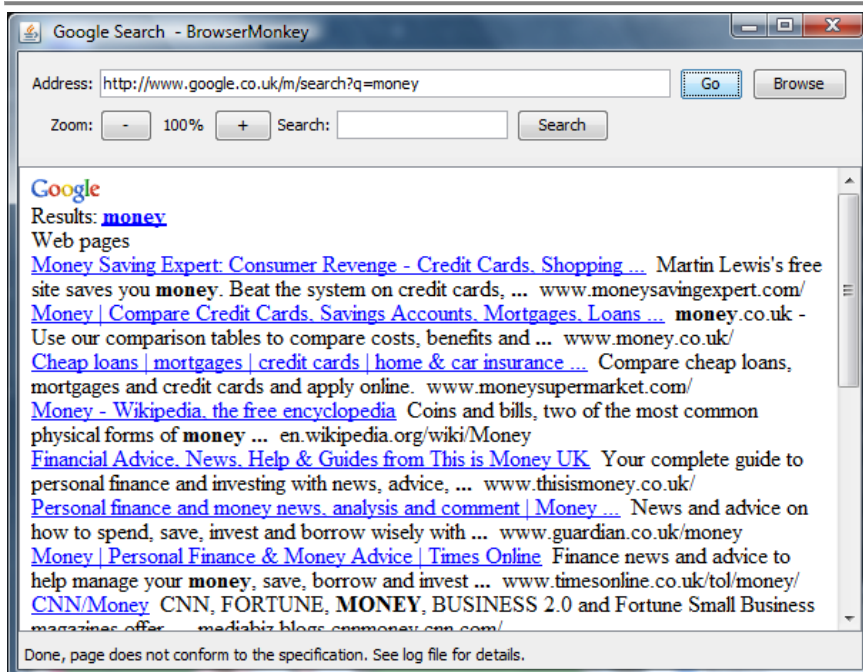 Google Search - BrowserMonkey
Address: http://www.google.co.uk/m/search?q=money Go Browse
Zoom: - 100% + Search: Search
Google
Results: money
Web pages
Money Saving Expert: Consumer Revenge - Credit Cards, Shopping ... Martin Lewis's free
site saves you money. Beat the system on credit cards, ... www.moneysavingexpert.com/
Money | Compare Credit Cards, Savings Accounts, Mortgages, Loans ... money.co.uk -
Use our comparison tables to compare costs, benefits and ... www.money.co.uk/
Cheap loans | mortgages | credit cards | home & car insurance ... Compare cheap loans,
mortgages and credit cards and apply online. www.moneysupermarket.com/
Money - Wikipedia, the free encyclopedia Coins and bills, two of the most common
physical forms of money ... en.wikipedia.org/wiki/Money
Financial Advice, News, Help & Guides from This is Money UK Your complete guide to
personal finance and investing with news, advice, ... www.thisismoney.co.uk/
Personal finance and money news, analysis and comment | Money ... News and advice on
how to spend, save, invest and borrow wisely with ... www.guardian.co.uk/money
Money | Personal Finance & Money Advice | Times Online Finance news and advice to
help manage your money, save, borrow and invest ... www.timesonline.co.uk/tol/money/
CNN/Money CNN, FORTUNE, MONEY, BUSINESS 2.0 and Fortune Small Business
magazines offer ... mediabiz.blogs.cnnmoney.cnn.com/
Done, page does not conform to the specification. See log file for details.